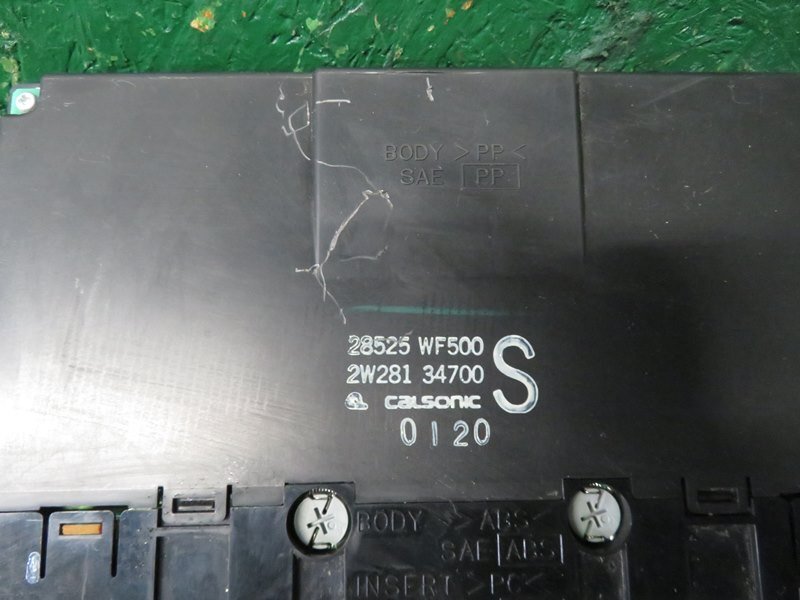 BODY >PP<
SAE PP
28525 WF500
2W281 34700
S
CALSONIC
0120
BODY >ABS<
SAE ABS
INSERT >PC<